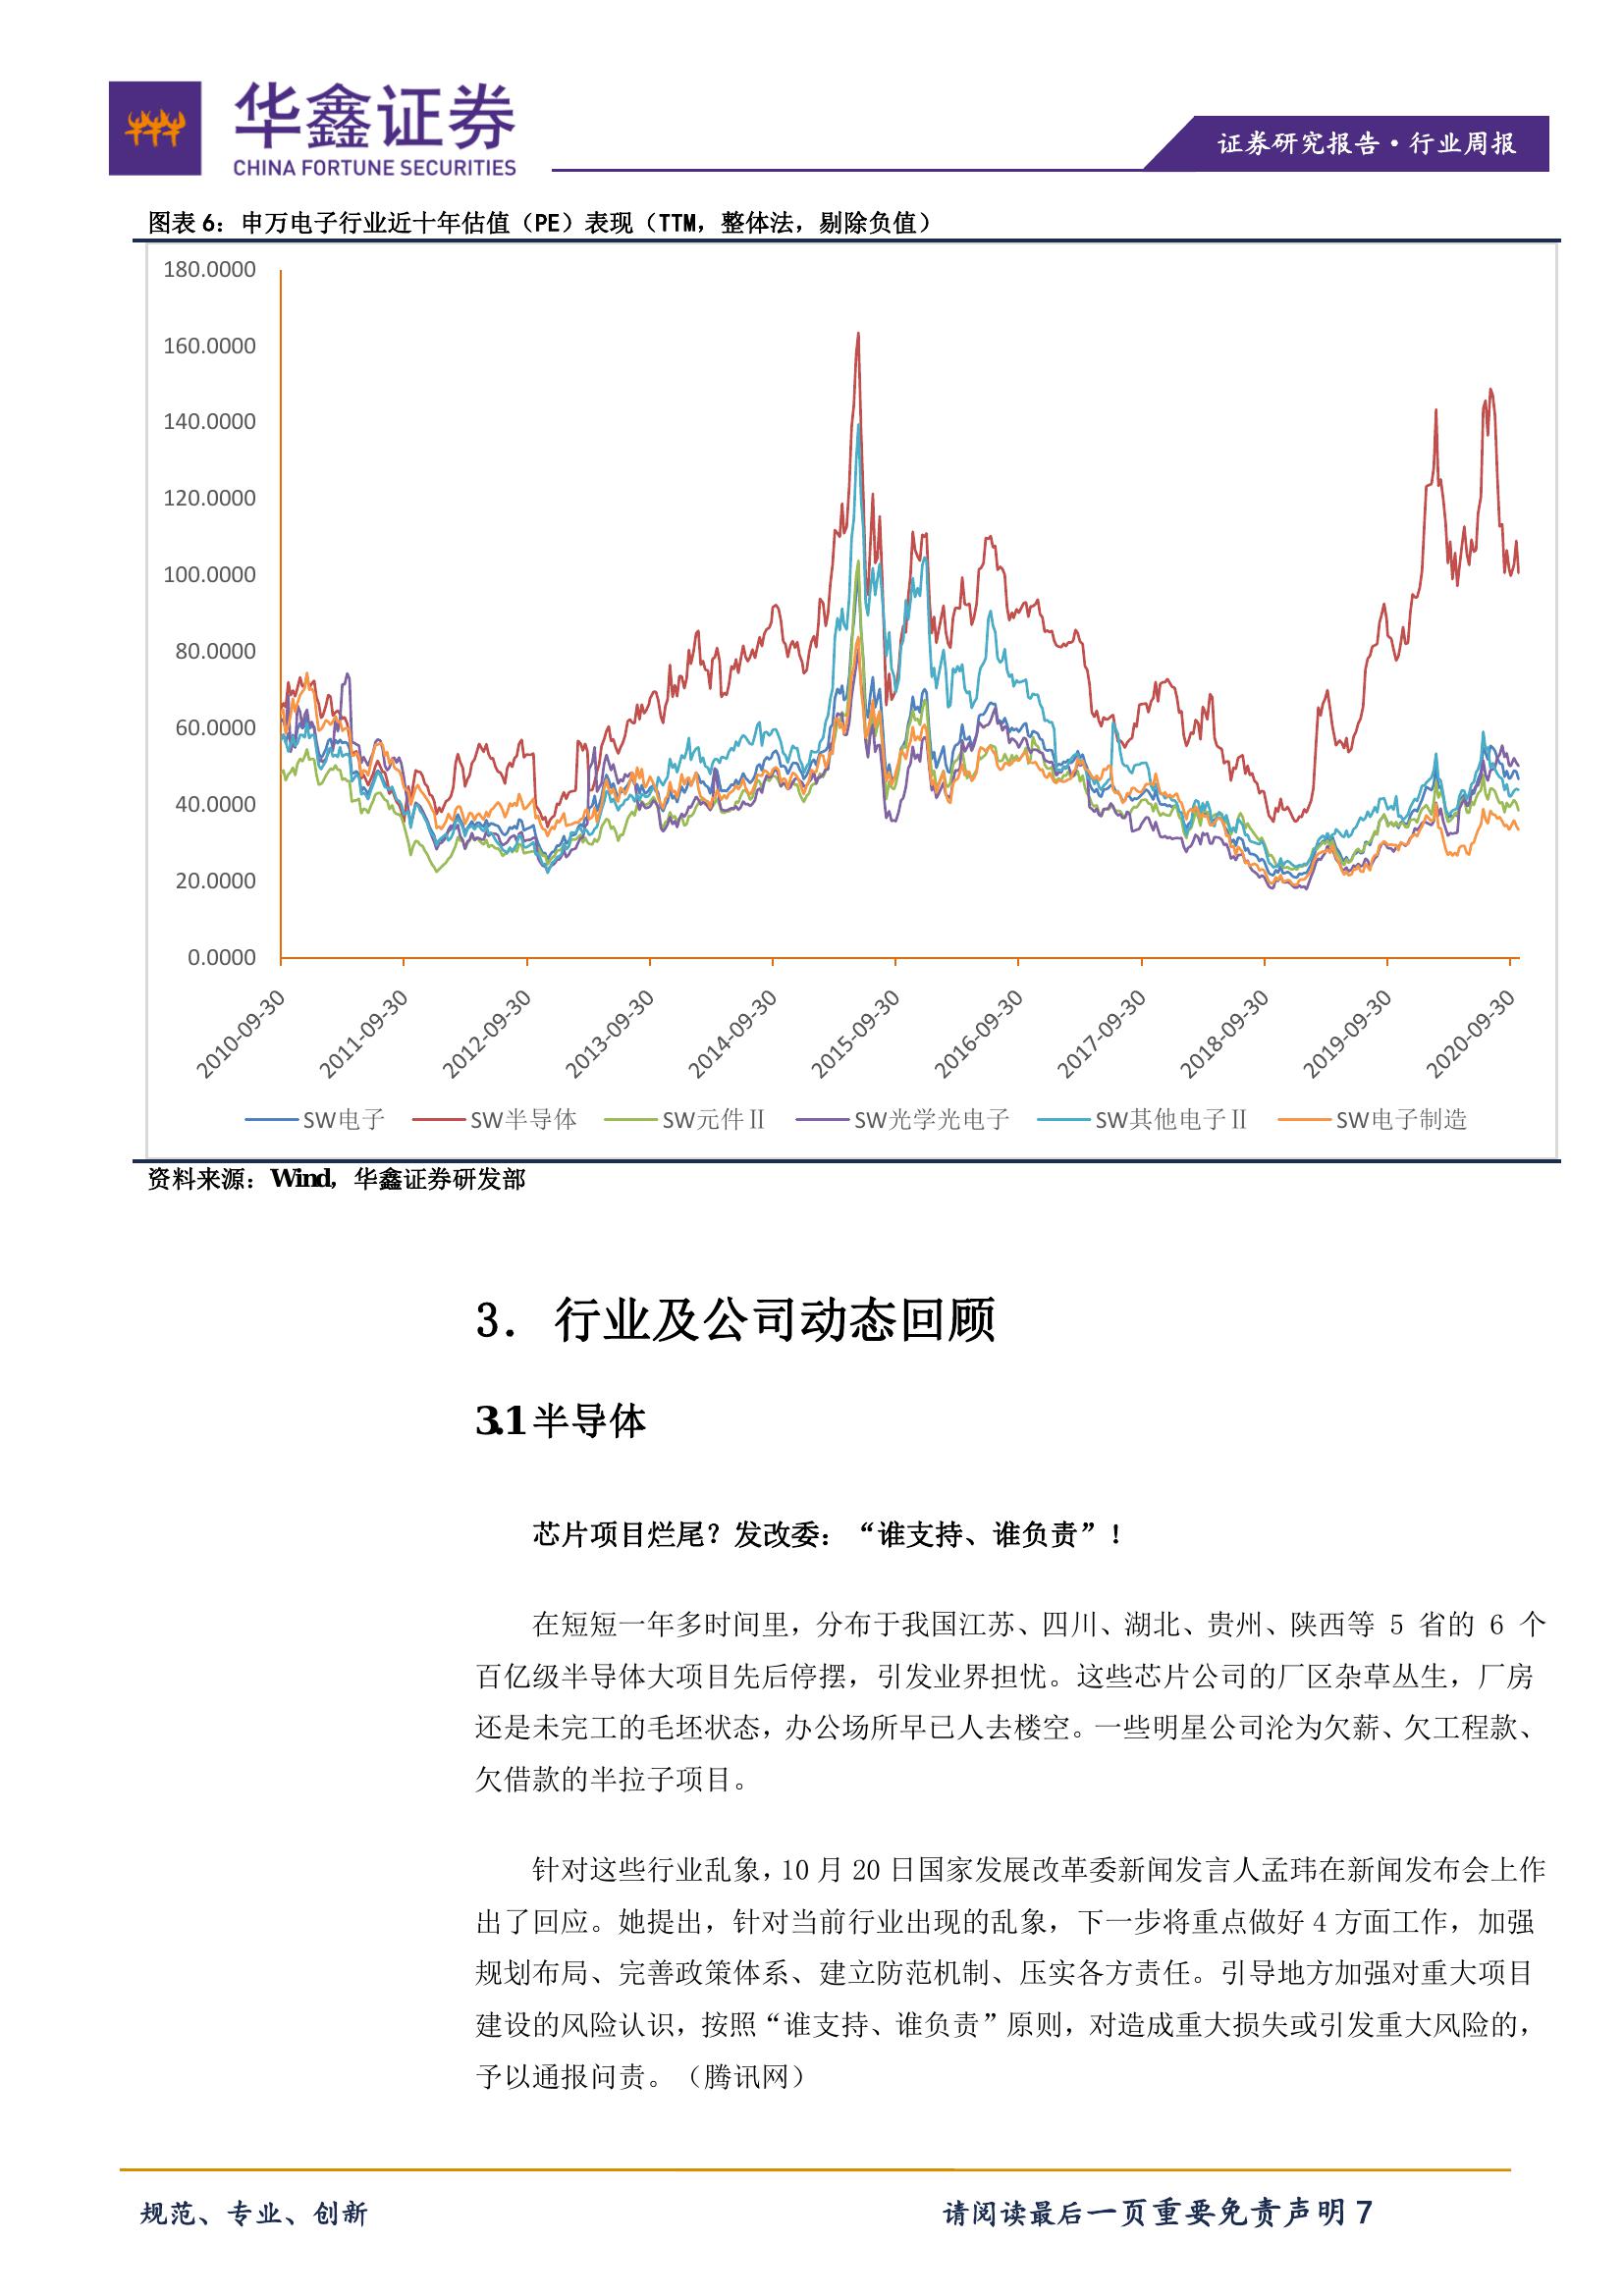 华鑫证券
CHINA FORTUNE SECURITIES
证券研究报告·行业周报
图表 6：申万电子行业近十年估值（PE）表现（TTM，整体法，剔除负值）
180.0000
160.0000
140.0000
120.0000
100.0000
80.0000
60.0000
40.0000
20.0000
0.0000
2010-09-30
2011-09-30
2012-09-30
2013-09-30
2014-09-30
2015-09-30
2016-09-30
2017-09-30
2018-09-30
2019-09-30
2020-09-30
SW电子 SW半导体 SW元件Ⅱ SW光学光电子 SW其他电子Ⅱ SW电子制造
资料来源：Wind，华鑫证券研发部
3. 行业及公司动态回顾
3.1半导体
芯片项目烂尾？发改委：“谁支持、谁负责”！
在短短一年多时间里，分布于我国江苏、四川、湖北、贵州、陕西等 5 省的 6 个
百亿级半导体大项目先后停摆，引发业界担忧。这些芯片公司的厂区杂草丛生，厂房
还是未完工的毛坯状态，办公场所早已人去楼空。一些明星公司沦为欠薪、欠工程款、
欠借款的半拉子项目。
针对这些行业乱象，10 月 20 日国家发展改革委新闻发言人孟玮在新闻发布会上作
出了回应。她提出，针对当前行业出现的乱象，下一步将重点做好 4 方面工作，加强
规划布局、完善政策体系、建立防范机制、压实各方责任。引导地方加强对重大项目
建设的风险认识，按照“谁支持、谁负责”原则，对造成重大损失或引发重大风险的，
予以通报问责。（腾讯网）
规范、专业、创新
请阅读最后一页重要免责声明 7